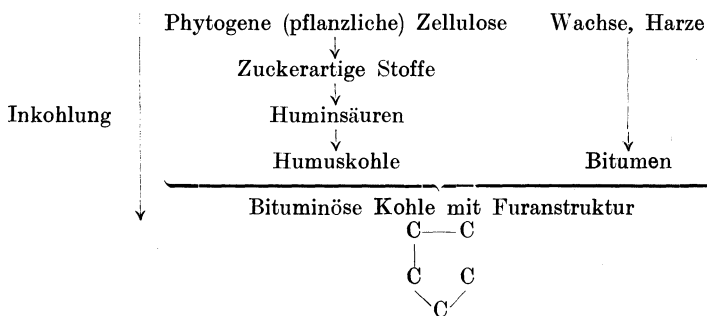 Phytogene (pflanzliche) Zellulose Wachse, Harze
Zuckerartige Stoffe
Inkohlung Huminsäuren
Humuskohle Bitumen
Bituminöse Kohle mit Furanstruktur
C C
C C
C